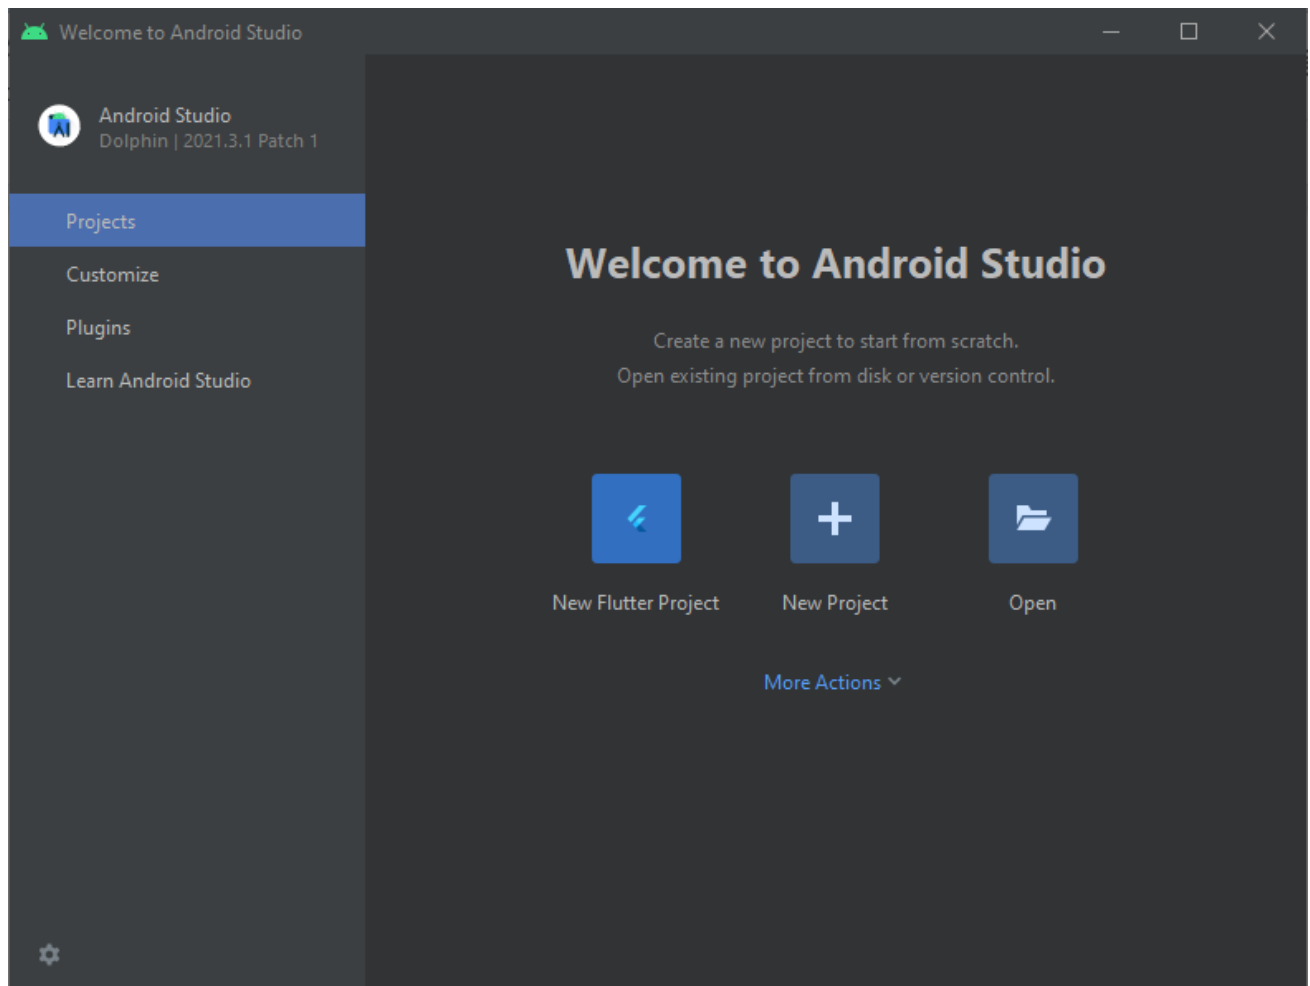 Welcome to Android Studio
Android Studio
Dolphin | 2021.3.1 Patch 1
Projects
Customize
Plugins
Learn Android Studio
Welcome to Android Studio
Create a new project to start from scratch.
Open existing project from disk or version control.
New Flutter Project
New Project
Open
More Actions